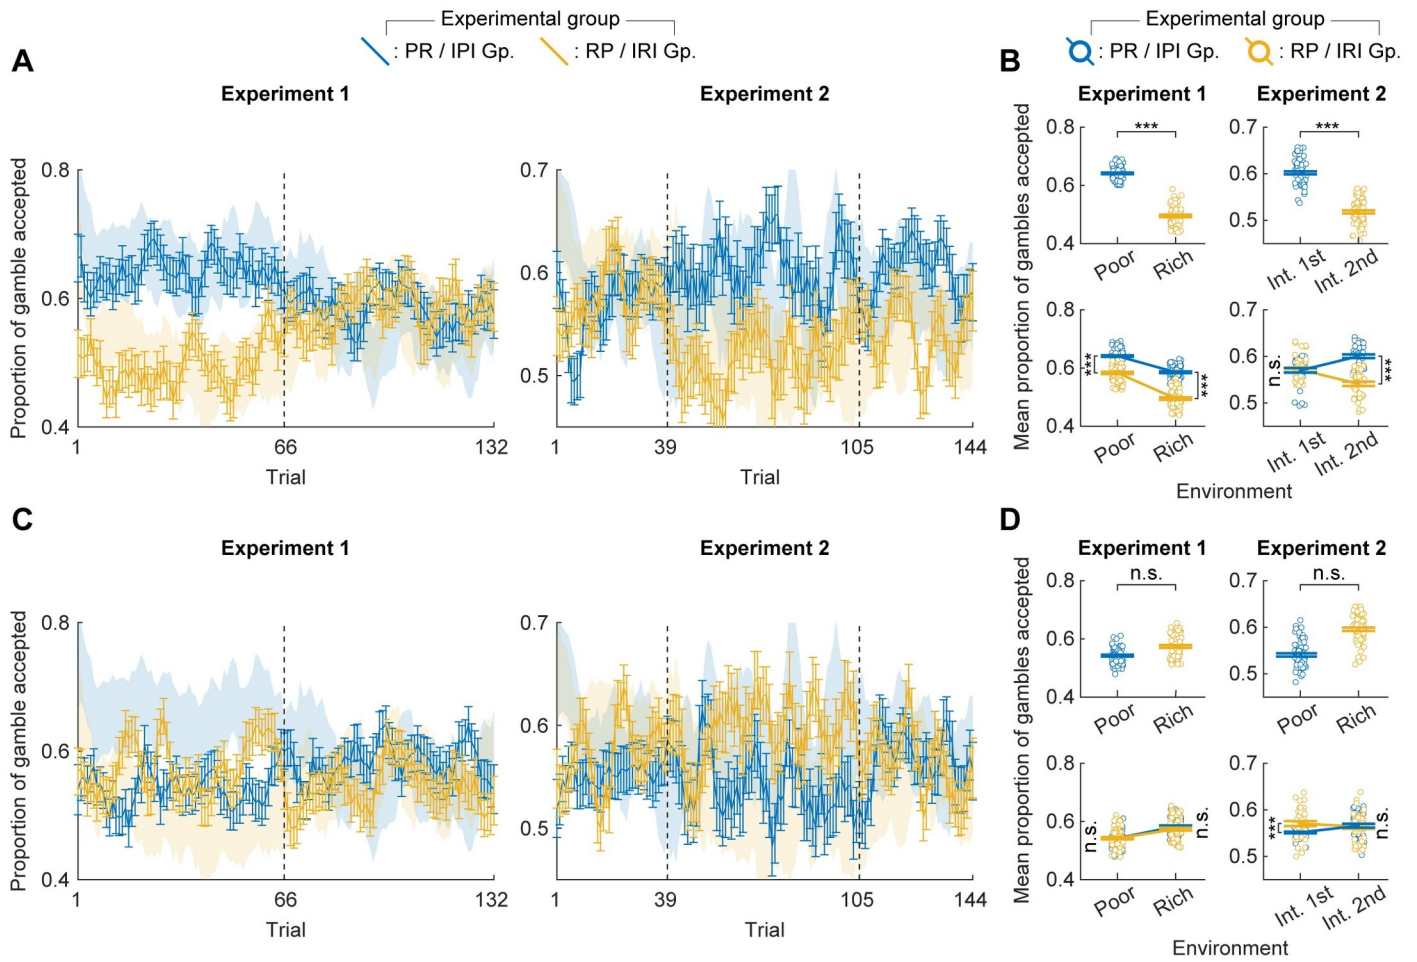 Experimental group
: PR / IPI Gp.
: RP / IRI Gp.
Experimental group
: PR / IPI Gp.
: RP / IRI Gp.
A
Experiment 1
Experiment 2
Proportion of gamble accepted
0.8
0.6
0.4
1
66
132
Trial
0.7
0.6
0.5
1
39
105
144
Trial
B
Experiment 1
Experiment 2
Mean proportion of gambles accepted
0.8
0.6
0.4
***
Poor
Rich
0.7
0.6
0.5
***
Int. 1st
Int. 2nd
0.8
0.6
0.4
***
***
Poor
Rich
0.7
0.6
0.5
n.s.
***
Int. 1st
Int. 2nd
Environment
C
Experiment 1
Experiment 2
Proportion of gamble accepted
0.8
0.6
0.4
1
66
132
Trial
0.7
0.6
0.5
1
39
105
144
Trial
D
Experiment 1
Experiment 2
Mean proportion of gambles accepted
0.8
0.6
0.4
n.s.
Poor
Rich
0.7
0.6
0.5
n.s.
Poor
Rich
0.8
0.6
0.4
n.s.
n.s.
Poor
Rich
0.7
0.6
0.5
***
n.s.
Int. 1st
Int. 2nd
Environment